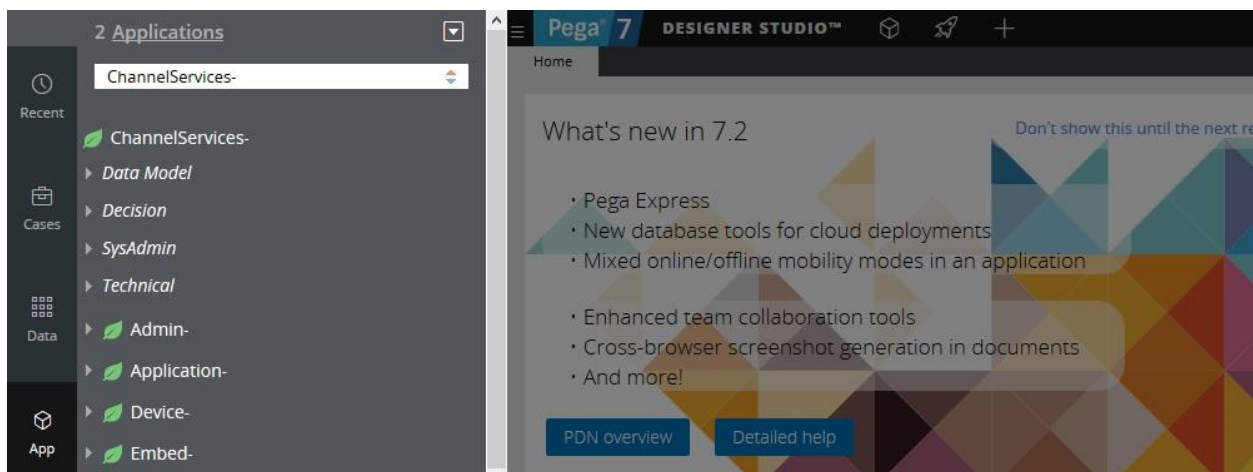 2 Applications
ChannelServices-
Recent
ChannelServices-
Data Model
Cases
Decision
SysAdmin
Technical
Data
Admin-
Application-
Device-
App
Embed-
Pega 7 DESIGNER STUDIO™
Home
What's new in 7.2
Don't show this until the next re
· Pega Express
· New database tools for cloud deployments
· Mixed online/offline mobility modes in an application
· Enhanced team collaboration tools
· Cross-browser screenshot generation in documents
· And more!
PDN overview
Detailed help